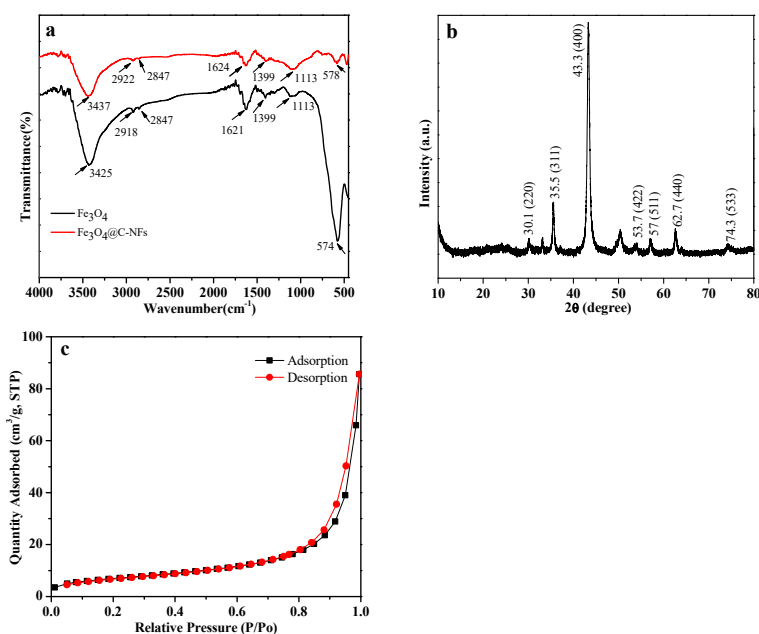 a
Transmittance(%)
2922
2847
1624
1399
1113
578
3437
2918
2847
1621
1399
1113
3425
574
Fe3O4
Fe3O4@C-NFs
4000 3500 3000 2500 2000 1500 1000 500
Wavenumber(cm-1)
b
Intensity (a.u.)
30.1 (220)
35.5 (311)
43.3 (400)
53.7 (422)
57 (511)
62.7 (440)
74.3 (533)
10 20 30 40 50 60 70 80
2θ (degree)
c
Adsorption
Desorption
Quantity Adsorbed (cm3/g, STP)
100
80
60
40
20
0
0.0 0.2 0.4 0.6 0.8 1.0
Relative Pressure (P/Po)